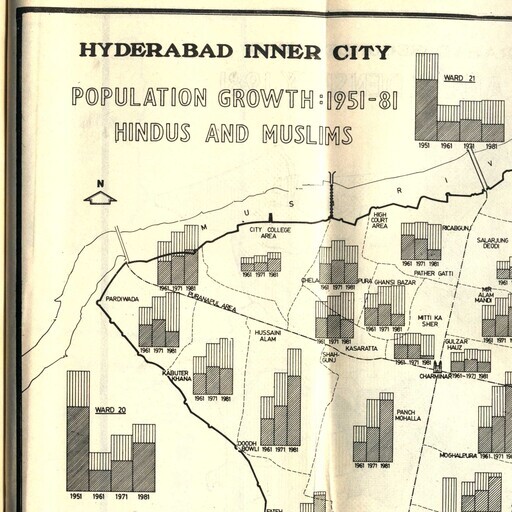 HYDERABAD INNER CITY
POPULATION GROWTH:1951-81
HINDUS AND MUSLIMS
WARD 21
1951 1961 1971 1981
N
M U S R I V
CITY COLLEGE
AREA
HIGH
COURT
AREA
RICABGUNJ
SALARJUNG
DEODI
1961 1971 1981
1961 1971 1981
1961 1971 1981
PATHER GATTI
CHELA PURA
GHANSI BAZAR
1961 1971 1981
MIR
ALAM
MANDI
PARDIWADA
PURANAPUL AREA
1961 1971 1981
1961 1971 1981
1961 1971 1981
MITTI KA
SHER
1961
HUSSAINI
ALAM
SHAH
GUNJ
KASARATTA
1961 1971 1981
GULZAR
HAUZ
CHARMINAR
1961 1971 1981
KABUTER
KHANA
1961 1971 1981
WARD 20
1951 1961 1971 1981
DOODH
BOWLI
1961 1971 1981
PANCH
MOHALLA
1961 1971 1981
MOGHALPURA
1961 1971
FATEH